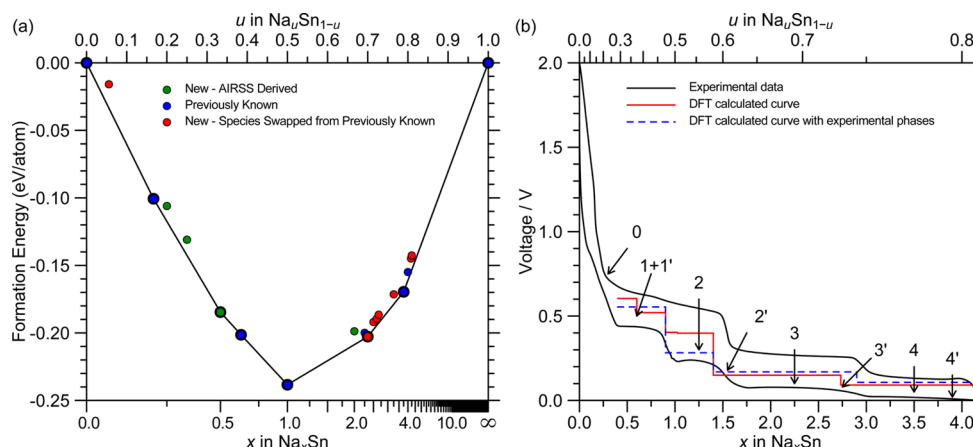 (a)
u in NauSn1−u
0.0 0.1 0.2 0.3 0.4 0.5 0.6 0.7 0.8 1.0
0.00
-0.05
-0.10
-0.15
-0.20
-0.25
Formation Energy (eV/atom)
New - AIRSS Derived
Previously Known
New - Species Swapped from Previously Known
0.0 0.5 1.0 2.0 4.0 10.0 ∞
x in NaxSn
(b)
u in NauSn1−u
0.0 0.3 0.5 0.6 0.7 0.8
2.0
1.5
1.0
0.5
0.0
Voltage / V
Experimental data
DFT calculated curve
DFT calculated curve with experimental phases
0
1+1'
2
2'
3
3'
4
4'
0.0 0.5 1.0 1.5 2.0 2.5 3.0 3.5 4.0
x in NaxSn